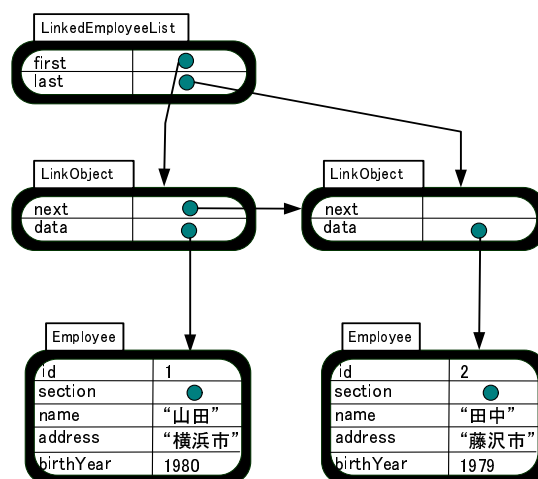 LinkedEmployeeList
first
last
LinkObject
next
data
LinkObject
next
data
Employee
id 1
section
name “山田”
address “横浜市”
birthYear 1980
Employee
id 2
section
name “田中”
address “藤沢市”
birthYear 1979